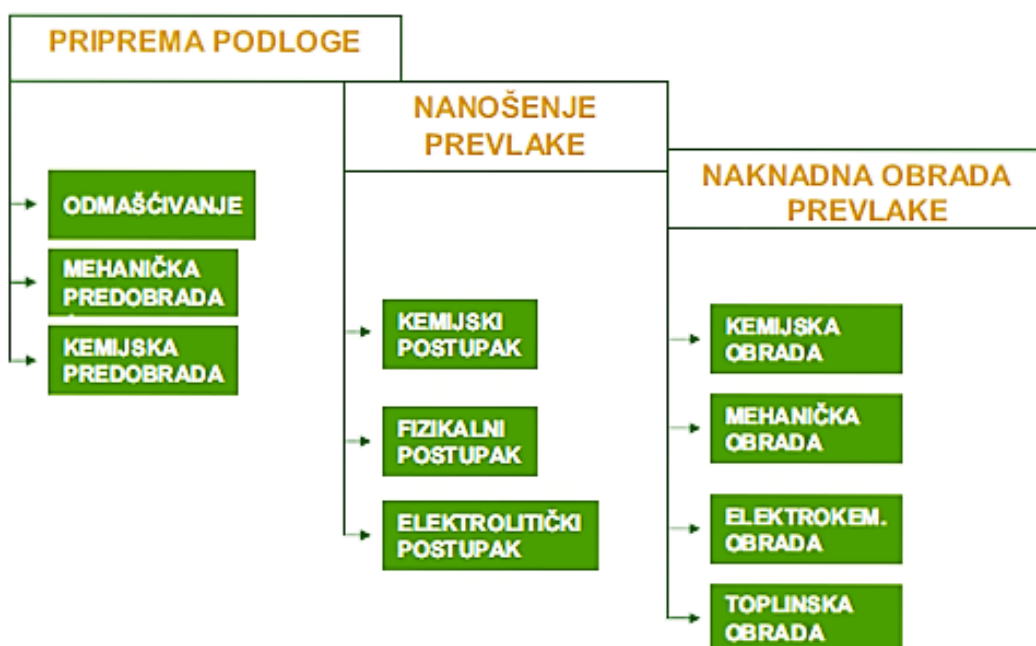 PRIPREMA PODLOGE
ODMAŠĆIVANJE
MEHANIČKA
PREDOBRADA
KEMIJSKA
PREDOBRADA
NANOŠENJE
PREVLAKE
KEMIJSKI
POSTUPAK
FIZIKALNI
POSTUPAK
ELEKTROLITIČKI
POSTUPAK
NAKNADNA OBRADA
PREVLAKE
KEMIJSKA
OBRADA
MEHANIČKA
OBRADA
ELEKTROKEM.
OBRADA
TOPLINSKA
OBRADA